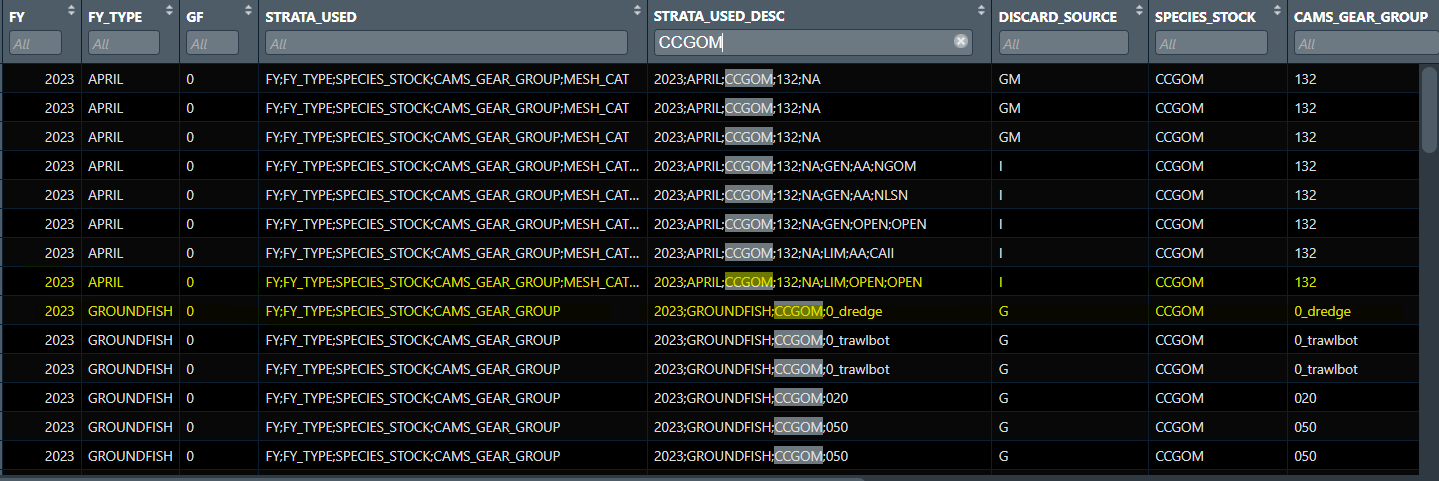 FY FY_TYPE GF STRATA_USED STRATA_USED_DESC DISCARD_SOURCE SPECIES_STOCK CAMS_GEAR_GROUP
All All All All CCGOM All All All
2023 APRIL 0 FY;FY_TYPE;SPECIES_STOCK;CAMS_GEAR_GROUP;MESH_CAT 2023;APRIL;CCGOM;132;NA GM CCGOM 132
2023 APRIL 0 FY;FY_TYPE;SPECIES_STOCK;CAMS_GEAR_GROUP;MESH_CAT 2023;APRIL;CCGOM;132;NA GM CCGOM 132
2023 APRIL 0 FY;FY_TYPE;SPECIES_STOCK;CAMS_GEAR_GROUP;MESH_CAT 2023;APRIL;CCGOM;132;NA GM CCGOM 132
2023 APRIL 0 FY;FY_TYPE;SPECIES_STOCK;CAMS_GEAR_GROUP;MESH_CAT... 2023;APRIL;CCGOM;132;NA;GEN;AA;NGOM I CCGOM 132
2023 APRIL 0 FY;FY_TYPE;SPECIES_STOCK;CAMS_GEAR_GROUP;MESH_CAT... 2023;APRIL;CCGOM;132;NA;GEN;AA;NLSN I CCGOM 132
2023 APRIL 0 FY;FY_TYPE;SPECIES_STOCK;CAMS_GEAR_GROUP;MESH_CAT... 2023;APRIL;CCGOM;132;NA;GEN;OPEN;OPEN I CCGOM 132
2023 APRIL 0 FY;FY_TYPE;SPECIES_STOCK;CAMS_GEAR_GROUP;MESH_CAT... 2023;APRIL;CCGOM;132;NA;LIM;AA;CAII I CCGOM 132
2023 APRIL 0 FY;FY_TYPE;SPECIES_STOCK;CAMS_GEAR_GROUP;MESH_CAT... 2023;APRIL;CCGOM;132;NA;LIM;OPEN;OPEN I CCGOM 132
2023 GROUNDFISH 0 FY;FY_TYPE;SPECIES_STOCK;CAMS_GEAR_GROUP 2023;GROUNDFISH;CCGOM;0_dredge G CCGOM 0_dredge
2023 GROUNDFISH 0 FY;FY_TYPE;SPECIES_STOCK;CAMS_GEAR_GROUP 2023;GROUNDFISH;CCGOM;0_trawlbot G CCGOM 0_trawlbot
2023 GROUNDFISH 0 FY;FY_TYPE;SPECIES_STOCK;CAMS_GEAR_GROUP 2023;GROUNDFISH;CCGOM;0_trawlbot G CCGOM 0_trawlbot
2023 GROUNDFISH 0 FY;FY_TYPE;SPECIES_STOCK;CAMS_GEAR_GROUP 2023;GROUNDFISH;CCGOM;020 G CCGOM 020
2023 GROUNDFISH 0 FY;FY_TYPE;SPECIES_STOCK;CAMS_GEAR_GROUP 2023;GROUNDFISH;CCGOM;050 G CCGOM 050
2023 GROUNDFISH 0 FY;FY_TYPE;SPECIES_STOCK;CAMS_GEAR_GROUP 2023;GROUNDFISH;CCGOM;050 G CCGOM 050